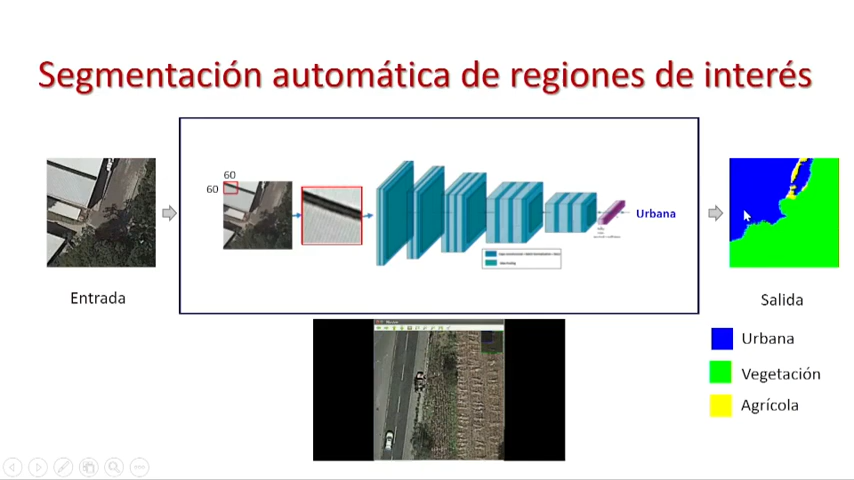 Segmentación automática de regiones de interés
60
60
Urbana
Entrada
Salida
Urbana
Vegetación
Agrícola